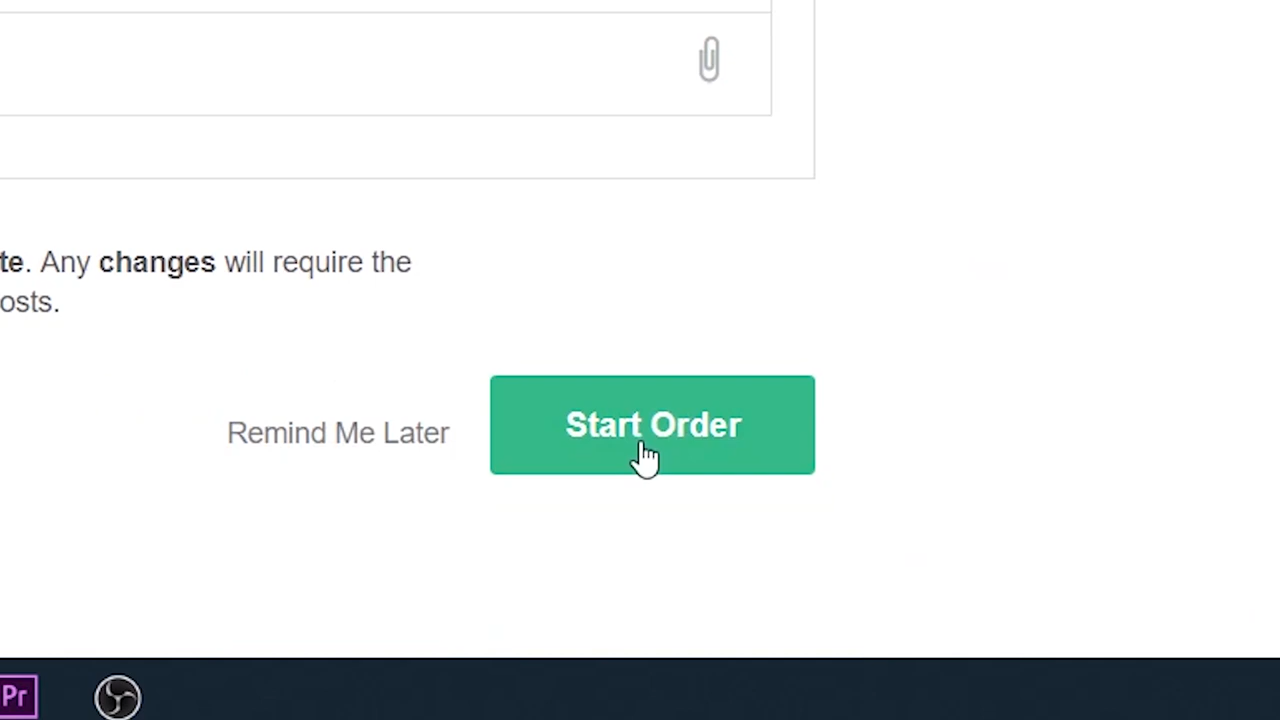 te. Any changes will require the
osts.
Remind Me Later
Start Order
Pr